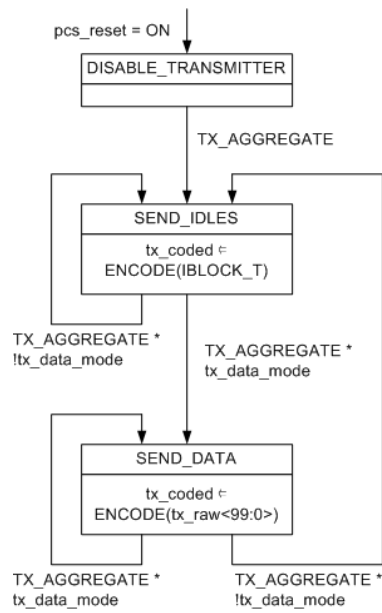 pcs_reset = ON
DISABLE_TRANSMITTER
TX_AGGREGATE
SEND_IDLES
tx_coded ⇐
ENCODE(IBLOCK_T)
TX_AGGREGATE *
!tx_data_mode
TX_AGGREGATE *
tx_data_mode
SEND_DATA
tx_coded ⇐
ENCODE(tx_raw<99:0>)
TX_AGGREGATE *
tx_data_mode
TX_AGGREGATE *
!tx_data_mode